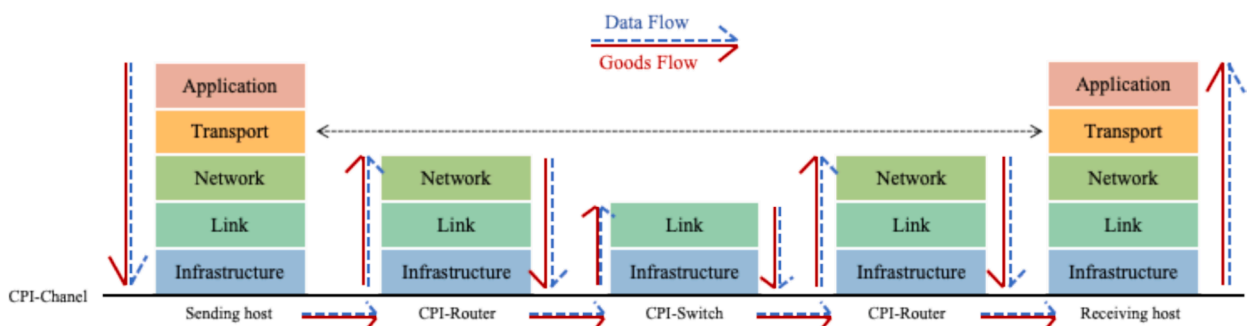 Data Flow
Goods Flow
Application
Application
Transport
Transport
Network
Network
Network
Network
Link
Link
Link
Link
Link
Infrastructure
Infrastructure
Infrastructure
Infrastructure
Infrastructure
CPI-Chanel
Sending host
CPI-Router
CPI-Switch
CPI-Router
Receiving host